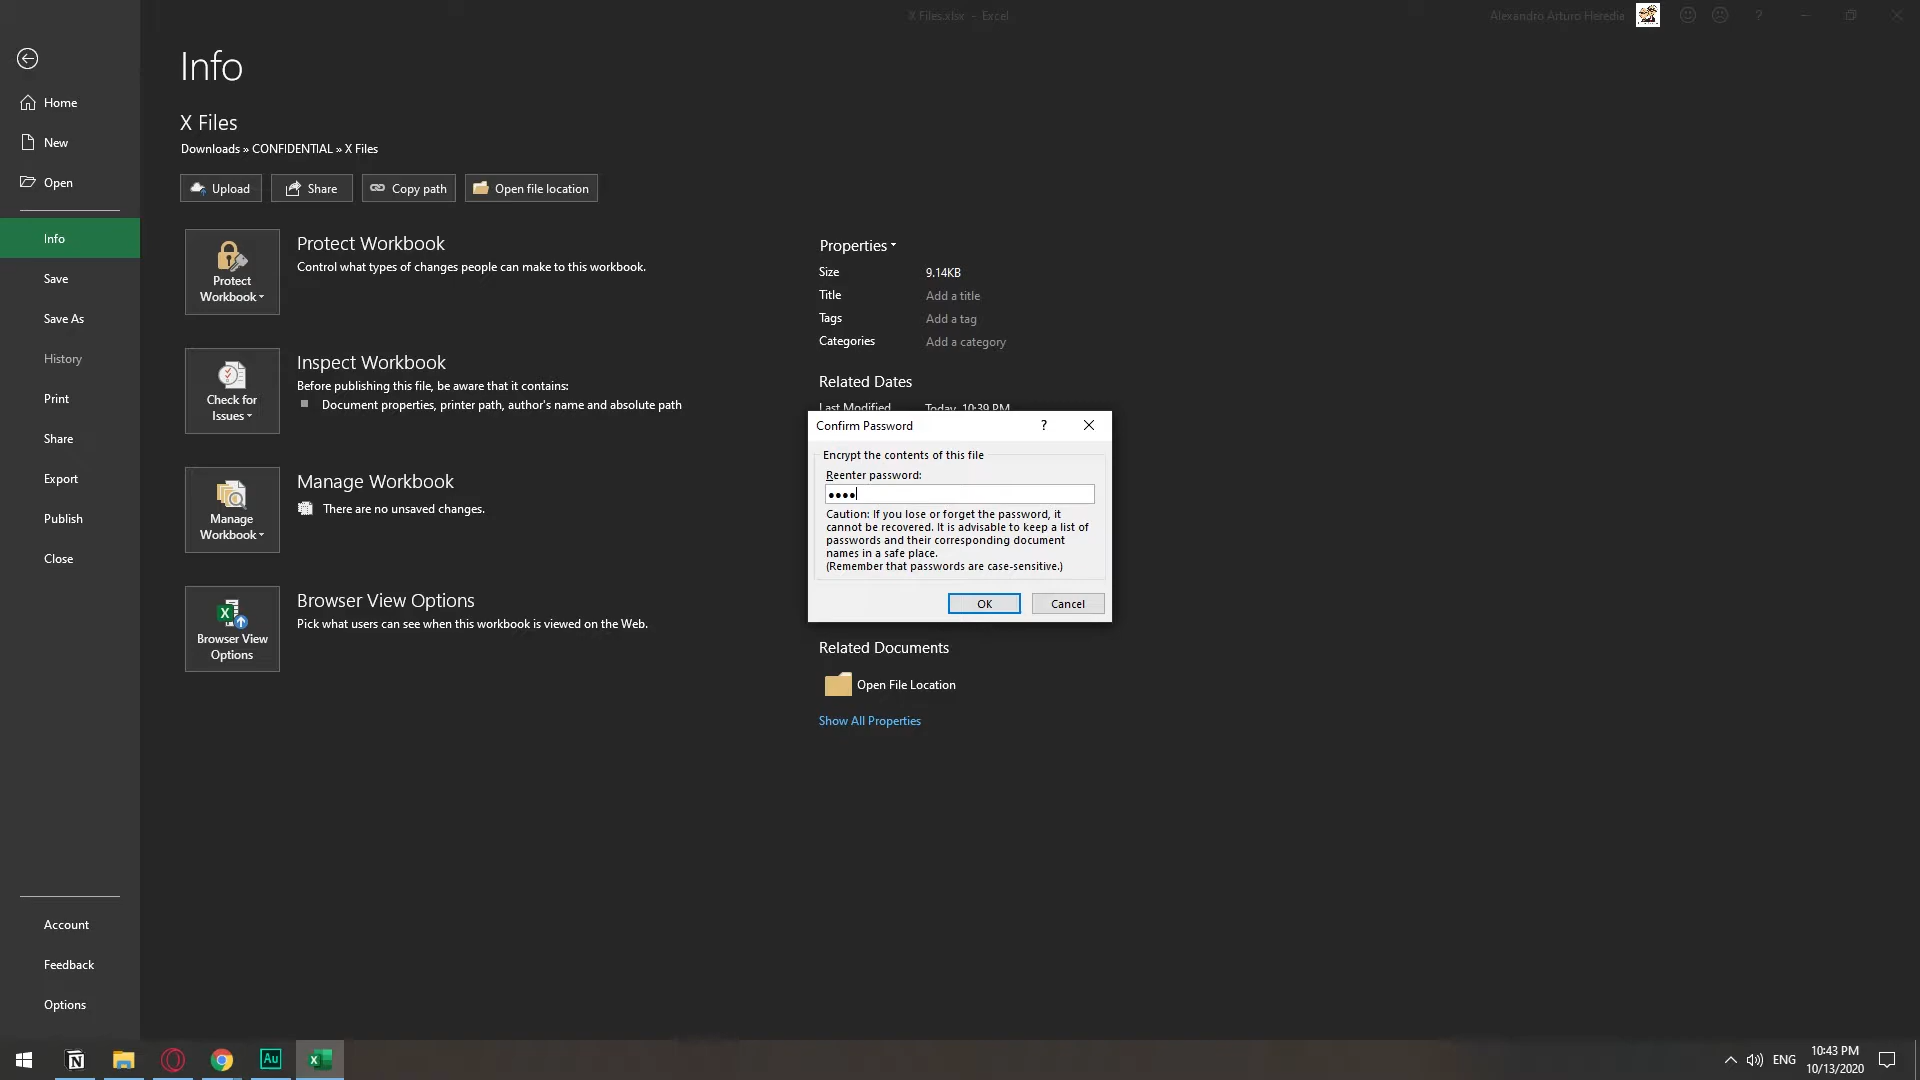 X Files.xlsx - Excel
Alexandro Arturo Heredia
?
Info
Home
New
Open
Info
Save
Save As
History
Print
Share
Export
Publish
Close
Account
Feedback
Options
X Files
Downloads » CONFIDENTIAL » X Files
Upload
Share
Copy path
Open file location
Protect
Workbook
Protect Workbook
Control what types of changes people can make to this workbook.
Check for
Issues
Inspect Workbook
Before publishing this file, be aware that it contains:
Document properties, printer path, author's name and absolute path
Manage
Workbook
Manage Workbook
There are no unsaved changes.
Browser View
Options
Browser View Options
Pick what users can see when this workbook is viewed on the Web.
Properties
Size 9.14KB
Title Add a title
Tags Add a tag
Categories Add a category
Related Dates
Last Modified Today, 10:39 PM
Confirm Password ?
Encrypt the contents of this file
Reenter password:
••••
Caution: If you lose or forget the password, it
cannot be recovered. It is advisable to keep a list of
passwords and their corresponding document
names in a safe place.
(Remember that passwords are case-sensitive.)
OK
Cancel
Related Documents
Open File Location
Show All Properties
Au
X
ENG
10:43 PM
10/13/2020